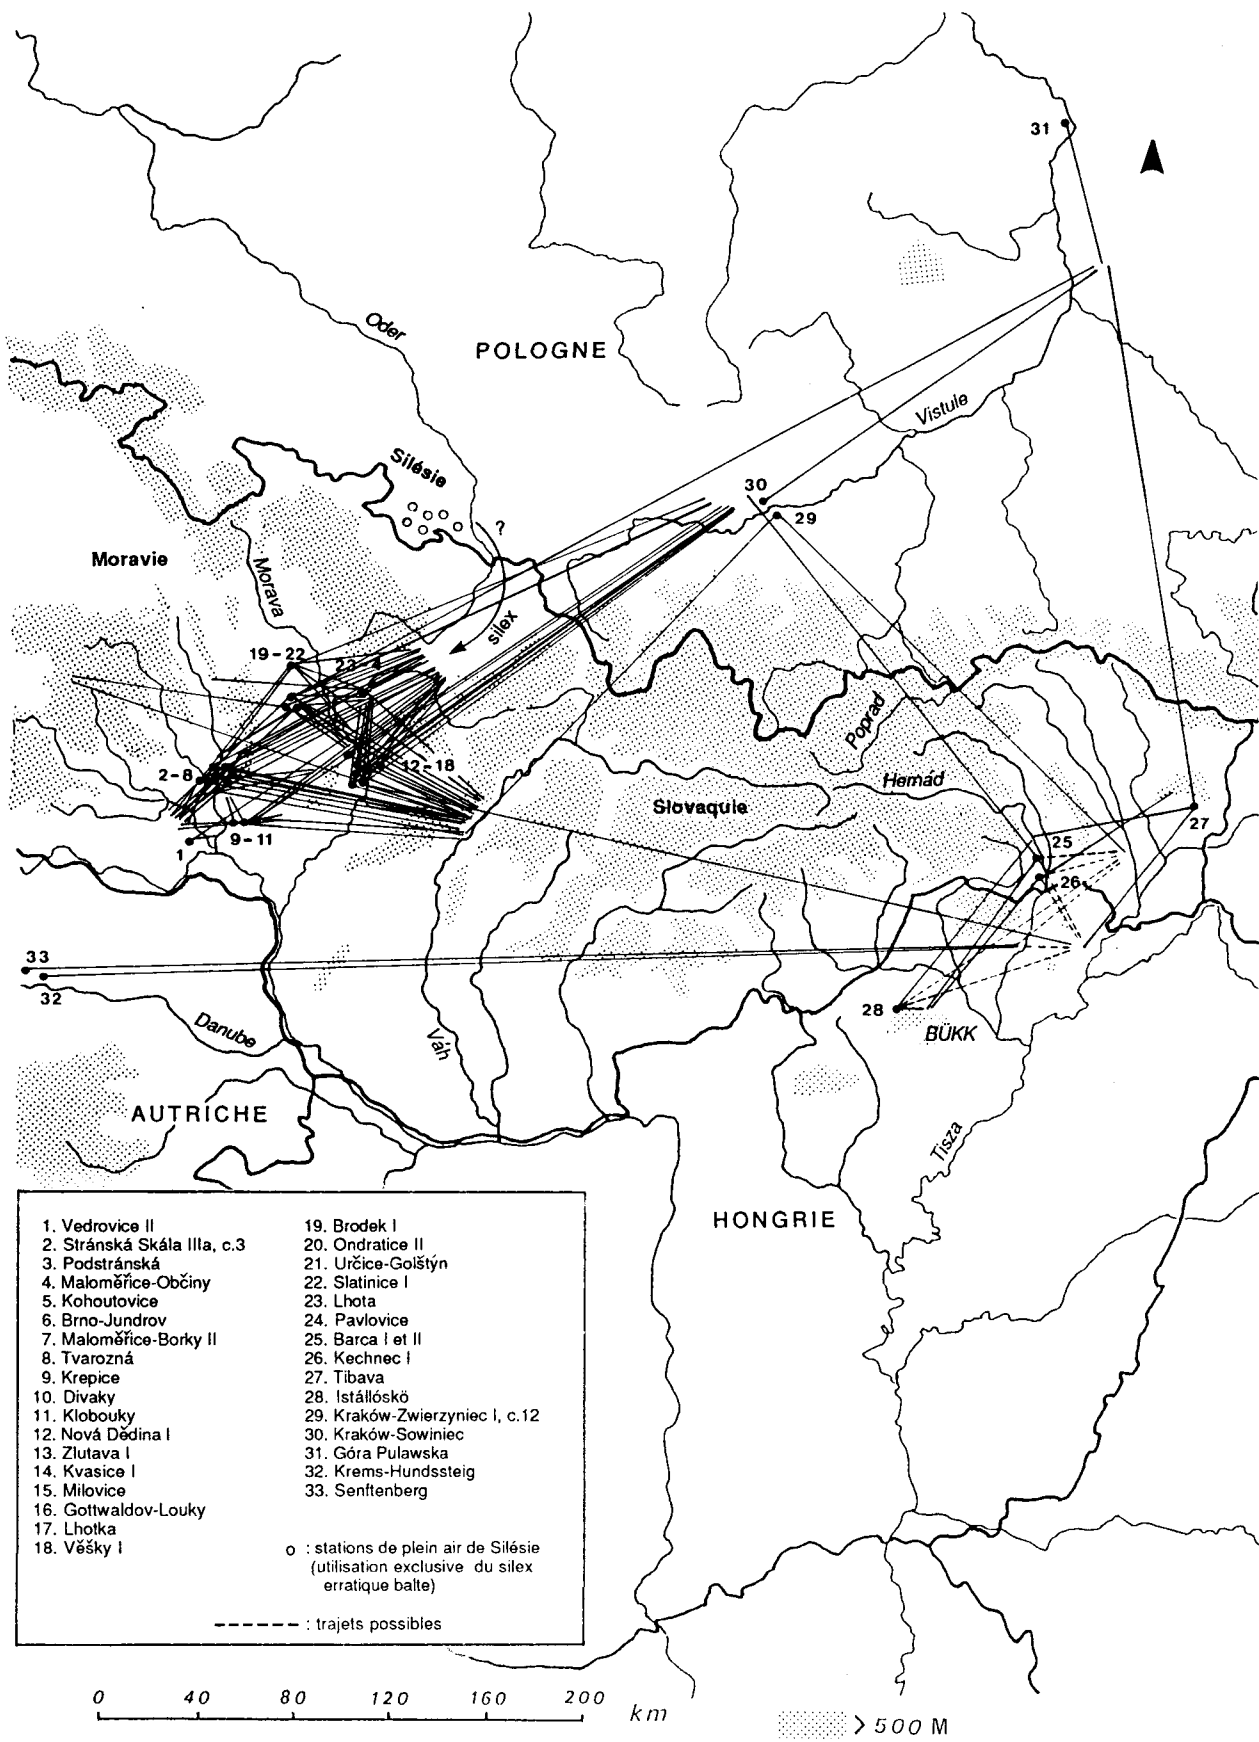 31
Oder
POLOGNE
Vistule
Silésie
30
29
?
Moravie
Morava
silex
19-22
23
4
Poprad
2-8
12-18
Hernád
Slovaquie
27
9-11
25
1
26
33
32
28
BÜKK
Danube
Váh
AUTRICHE
Tisza
HONGRIE
1. Vedrovice II
2. Stránská Skála IIIa, c.3
3. Podstránská
4. Maloměřice-Občiny
5. Kohoutovice
6. Brno-Jundrov
7. Maloměřice-Borky II
8. Tvarozná
9. Krepice
10. Divaky
11. Klobouky
12. Nová Dědina I
13. Zlutava I
14. Kvasice I
15. Milovice
16. Gottwaldov-Louky
17. Lhotka
18. Věšky I
19. Brodek I
20. Ondratice II
21. Určice-Golštýn
22. Slatinice I
23. Lhota
24. Pavlovice
25. Barca I et II
26. Kechnec I
27. Tibava
28. Istállóskö
29. Kraków-Zwierzyniec I, c.12
30. Kraków-Sowiniec
31. Góra Pulawska
32. Krems-Hundssteig
33. Senftenberg
o : stations de plein air de Silésie
(utilisation exclusive du silex
erratique balte)
------- : trajets possibles
0 40 80 120 160 200 km
> 500 M